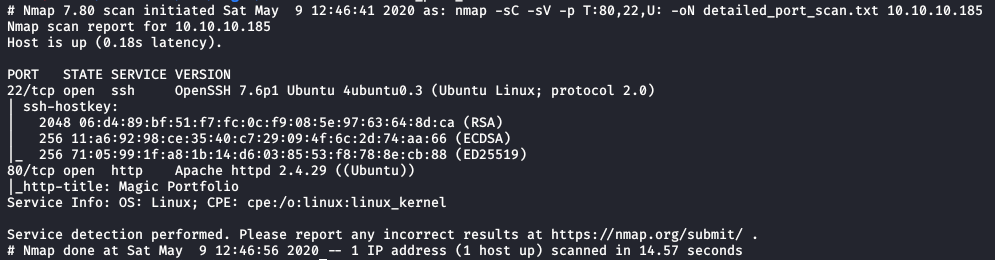 # Nmap 7.80 scan initiated Sat May  9 12:46:41 2020 as: nmap -sC -sV -p T:80,22,U: -oN detailed_port_scan.txt 10.10.10.185
Nmap scan report for 10.10.10.185
Host is up (0.18s latency).
PORT   STATE SERVICE VERSION
22/tcp open  ssh     OpenSSH 7.6p1 Ubuntu 4ubuntu0.3 (Ubuntu Linux; protocol 2.0)
| ssh-hostkey:
|   2048 06:d4:89:bf:51:f7:fc:0c:f9:08:5e:97:63:64:8d:ca (RSA)
|   256 11:a6:92:98:ce:35:40:c7:29:09:4f:6c:2d:74:aa:66 (ECDSA)
|_  256 71:05:99:1f:a8:1b:14:d6:03:85:53:f8:78:8e:cb:88 (ED25519)
80/tcp open  http    Apache httpd 2.4.29 ((Ubuntu))
|_http-title: Magic Portfolio
Service Info: OS: Linux; CPE: cpe:/o:linux:linux_kernel
Service detection performed. Please report any incorrect results at https://nmap.org/submit/ .
# Nmap done at Sat May  9 12:46:56 2020 -- 1 IP address (1 host up) scanned in 14.57 seconds